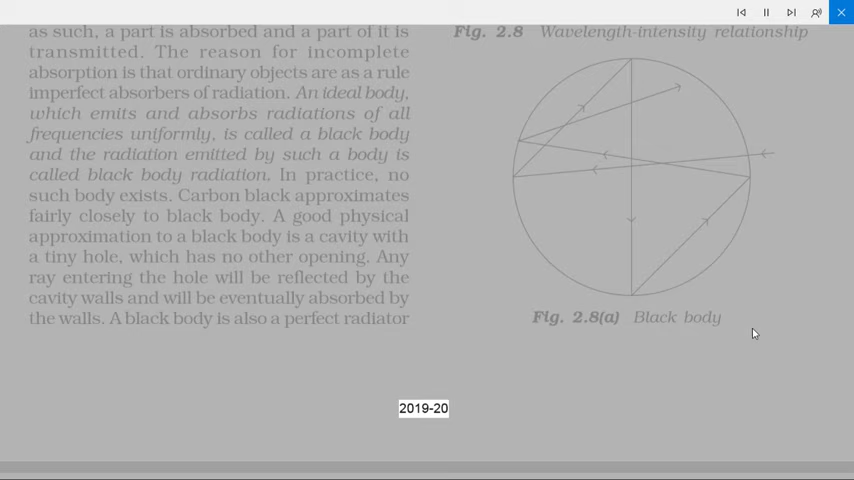 as such, a part is absorbed and a part of it is
transmitted. The reason for incomplete
absorption is that ordinary objects are as a rule
imperfect absorbers of radiation. An ideal body,
which emits and absorbs radiations of all
frequencies uniformly, is called a black body
and the radiation emitted by such a body is
called black body radiation. In practice, no
such body exists. Carbon black approximates
fairly closely to black body. A good physical
approximation to a black body is a cavity with
a tiny hole, which has no other opening. Any
ray entering the hole will be reflected by the
cavity walls and will be eventually absorbed by
the walls. A black body is also a perfect radiator
Fig. 2.8 Wavelength-intensity relationship
Fig. 2.8(a) Black body
2019-20